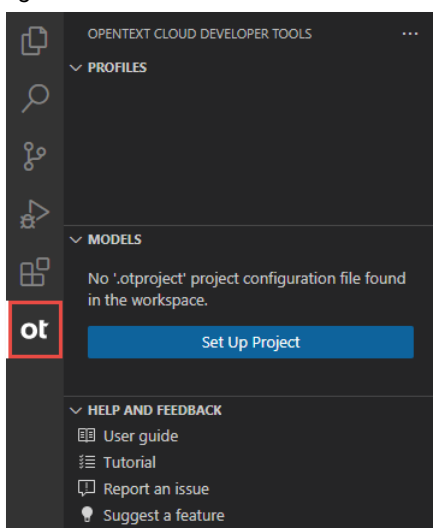 OPENTEXT CLOUD DEVELOPER TOOLS ...
PROFILES
MODELS
No '.otproject' project configuration file found
in the workspace.
ot
Set Up Project
HELP AND FEEDBACK
User guide
Tutorial
Report an issue
Suggest a feature